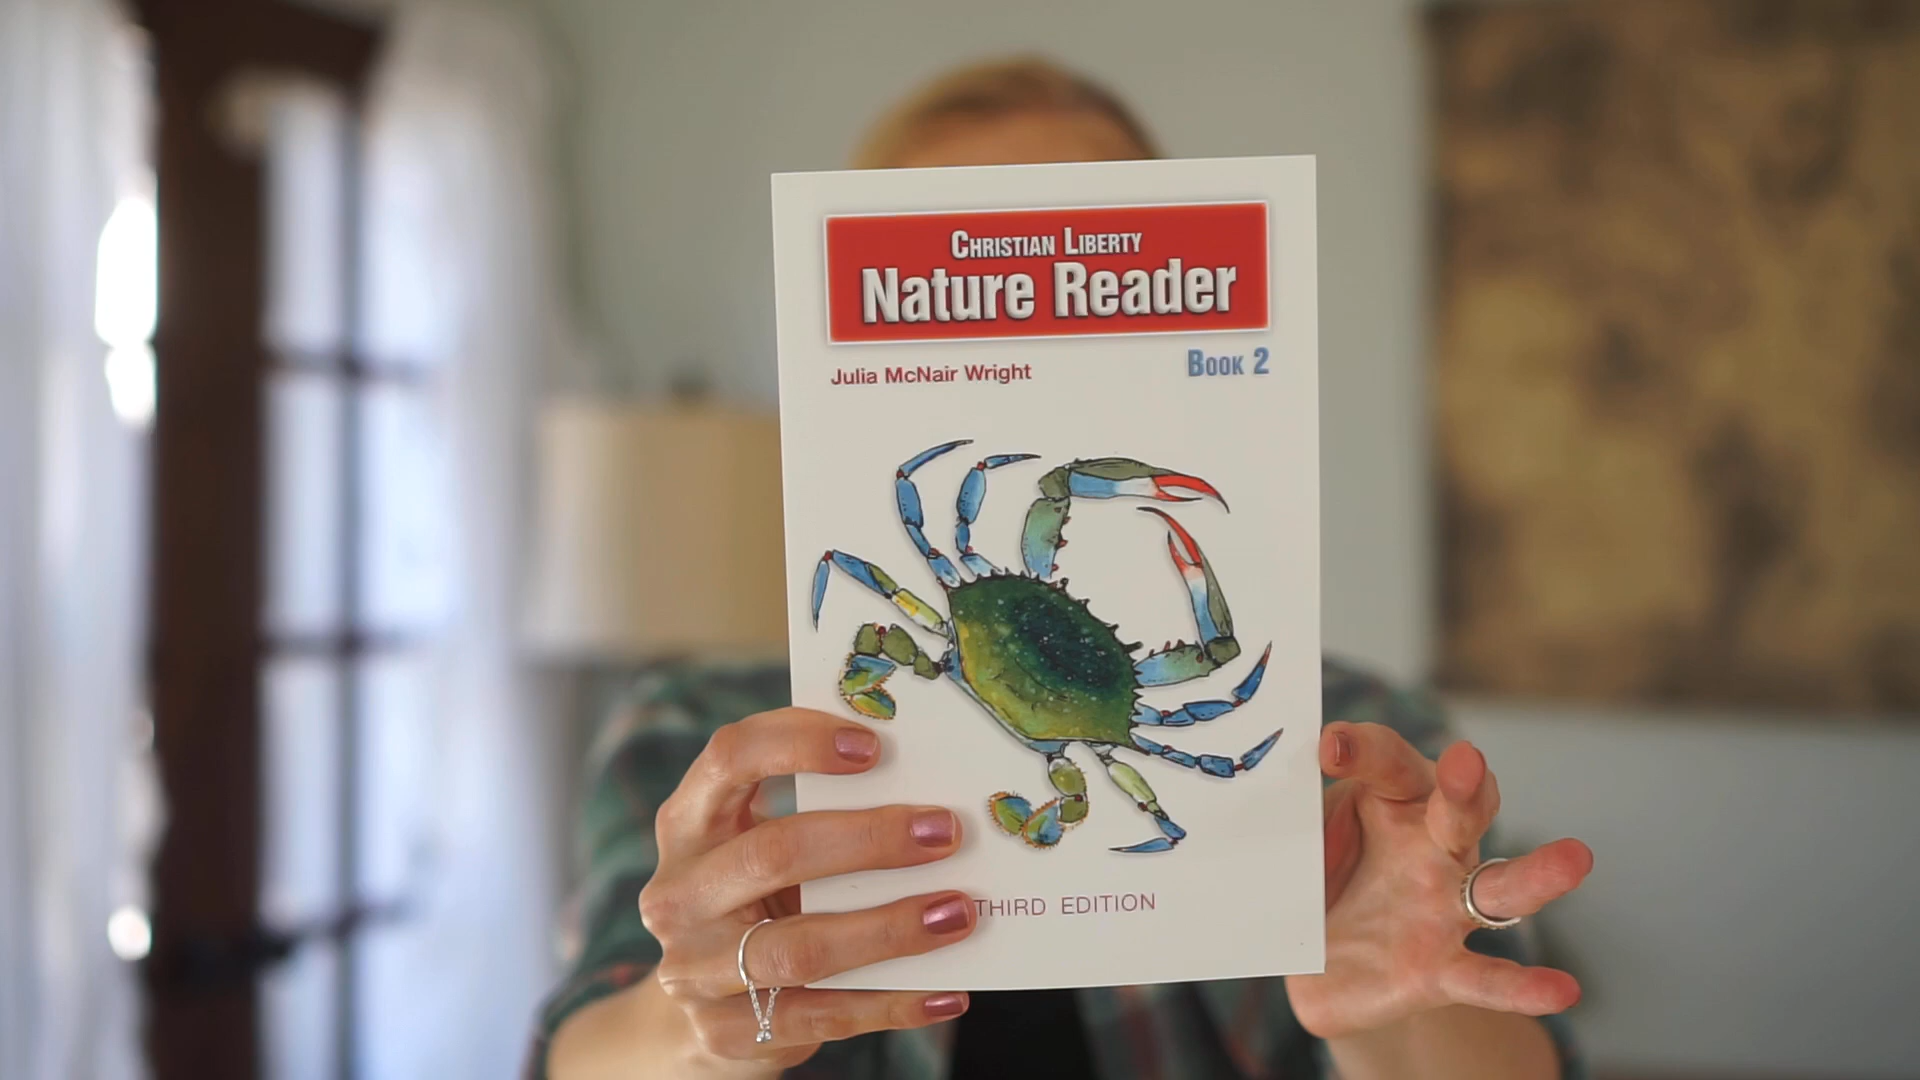 Christian Liberty
Nature Reader
Julia McNair Wright
Book 2
THIRD EDITION